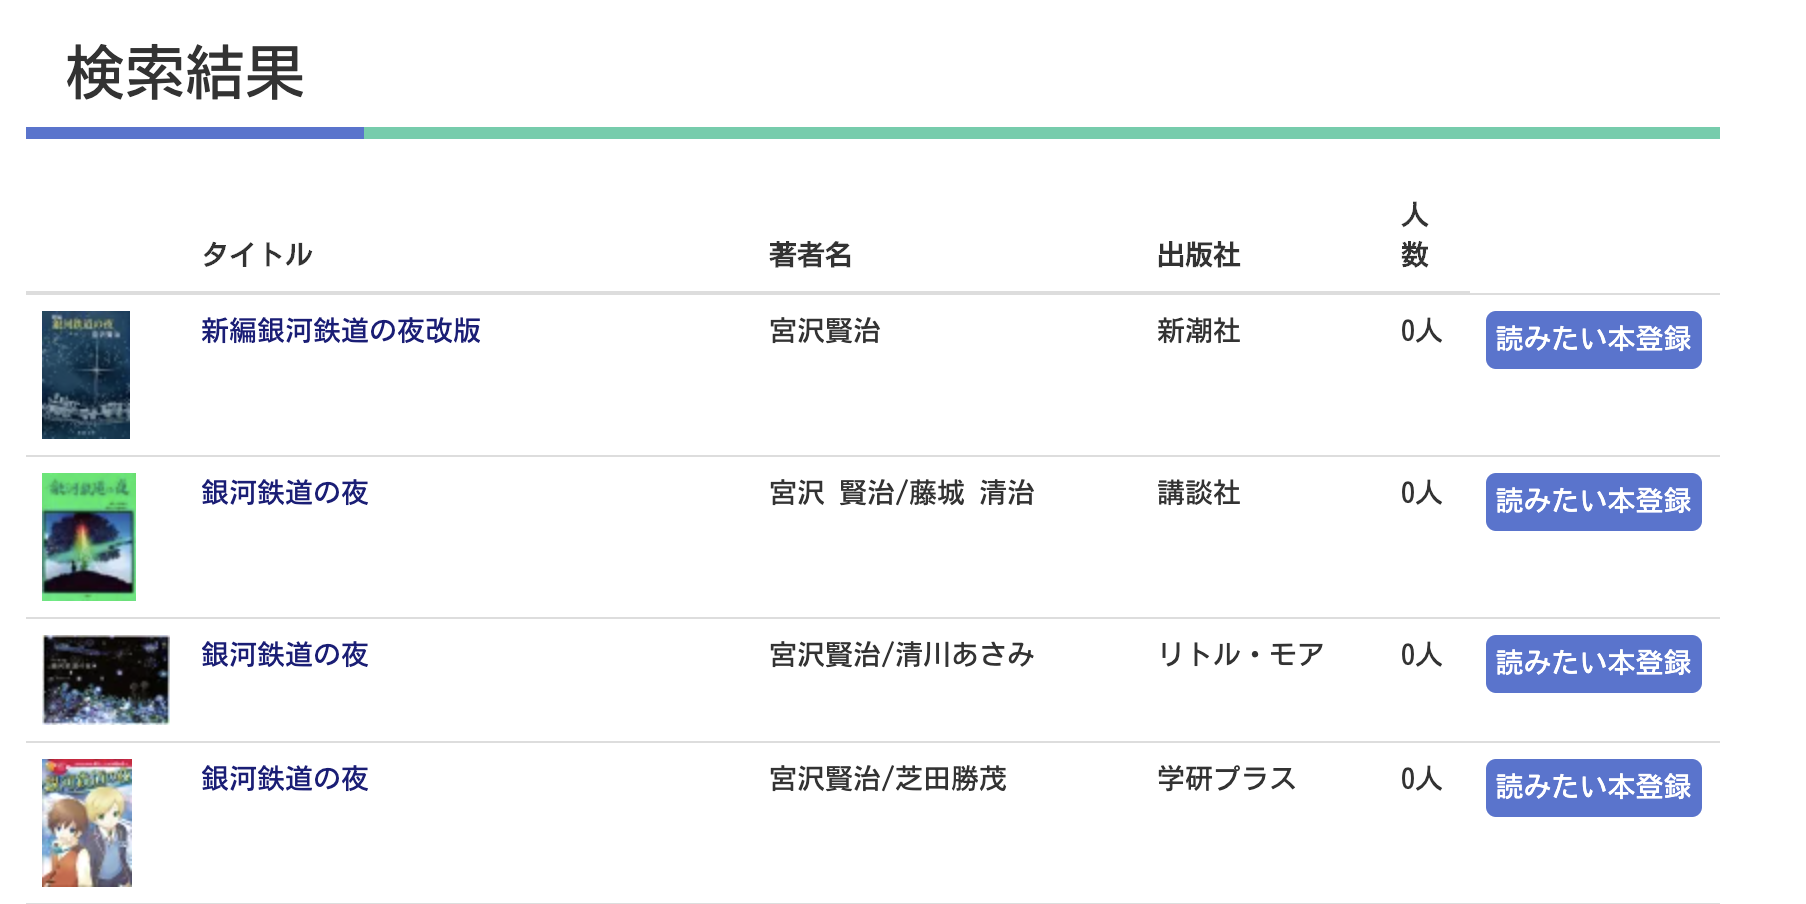 検索結果
人
タイトル 著者名 出版社 数
新編銀河鉄道の夜改版 宮沢賢治 新潮社 0人 読みたい本登録
銀河鉄道の夜 宮沢 賢治/藤城 清治 講談社 0人 読みたい本登録
銀河鉄道の夜 宮沢賢治/清川あさみ リトル・モア 0人 読みたい本登録
銀河鉄道の夜 宮沢賢治/芝田勝茂 学研プラス 0人 読みたい本登録